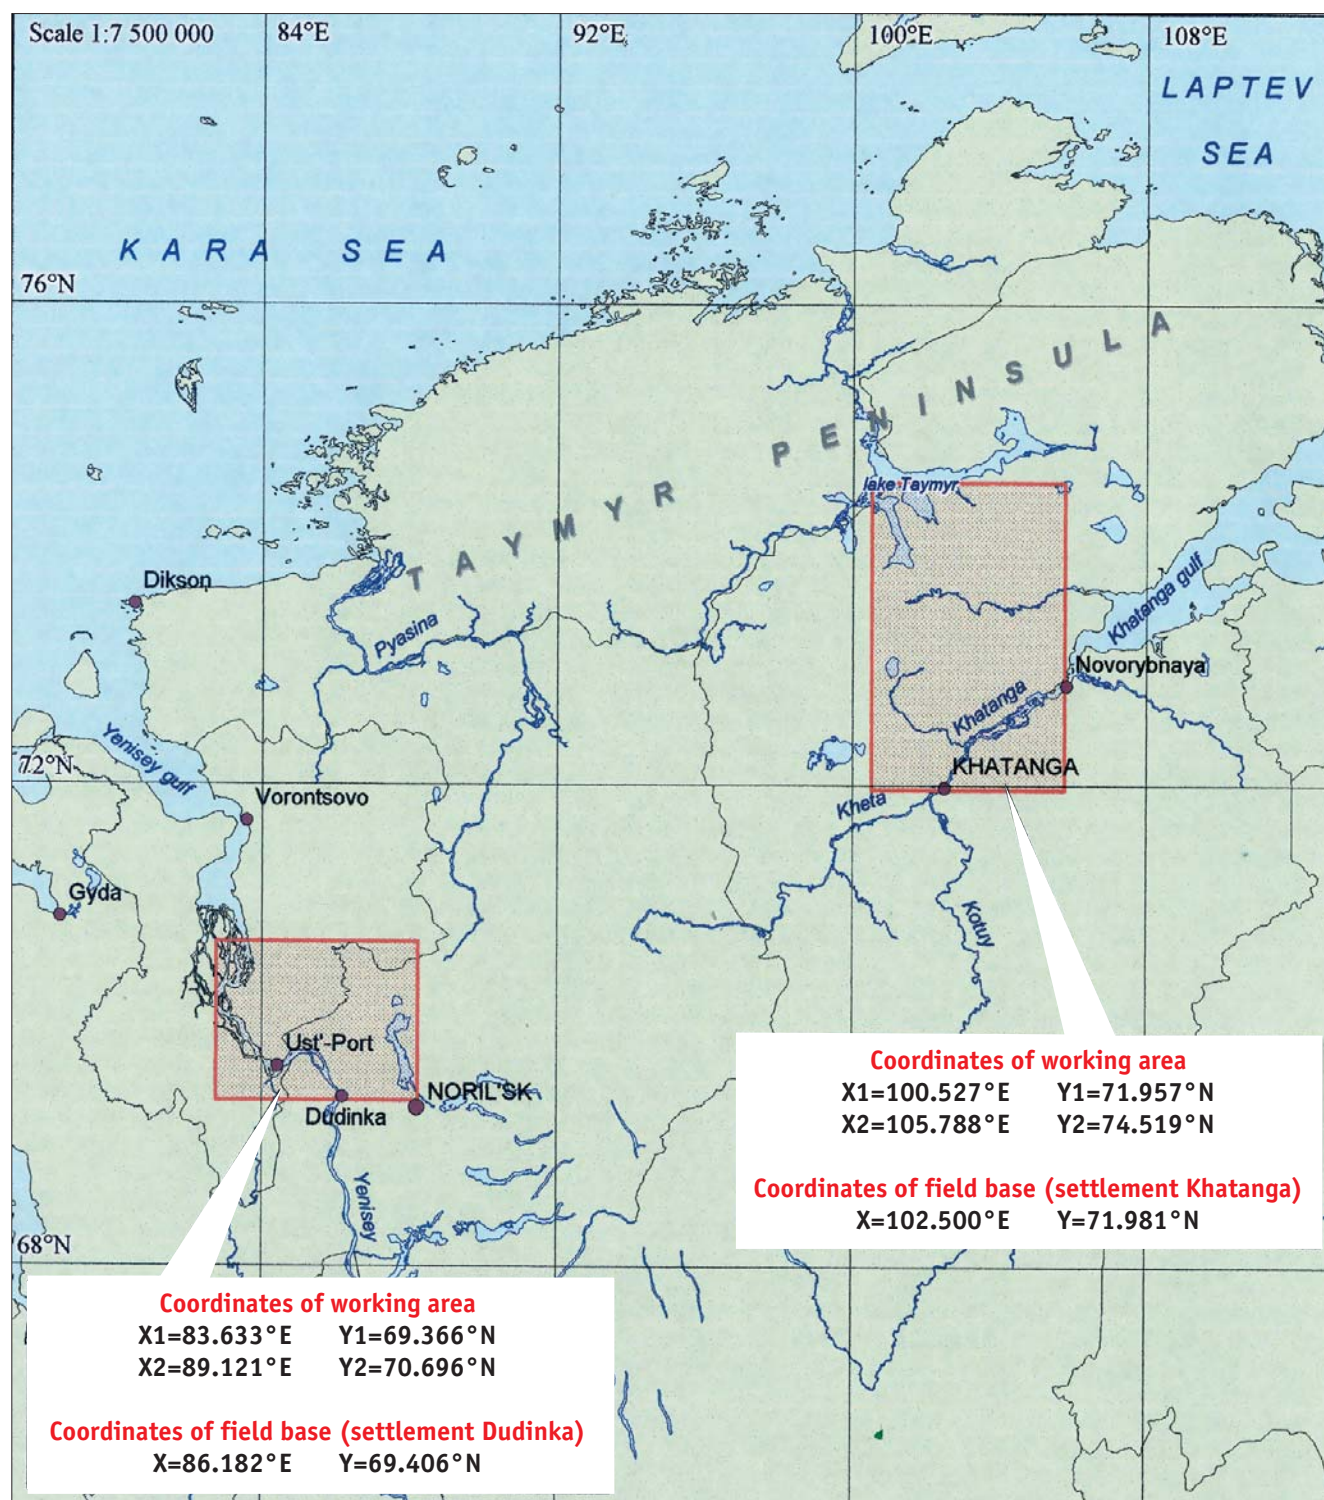 Scale 1:7 500 000
84°E
92°E
100°E
108°E
LAPTEV
SEA
KARA SEA
76°N
TAYMYR PENINSULA
lake Taymyr
Dikson
Pyasina
Khatanga gulf
Novorybnaya
Khatanga
Yenisey gulf
72°N
KHATANGA
Vorontsovo
Kheta
Gyda
Kotuy
Ust'-Port
NORIL'SK
Dudinka
Yenisey
68°N
Coordinates of working area
X1=100.527°E Y1=71.957°N
X2=105.788°E Y2=74.519°N
Coordinates of field base (settlement Khatanga)
X=102.500°E Y=71.981°N
Coordinates of working area
X1=83.633°E Y1=69.366°N
X2=89.121°E Y2=70.696°N
Coordinates of field base (settlement Dudinka)
X=86.182°E Y=69.406°N